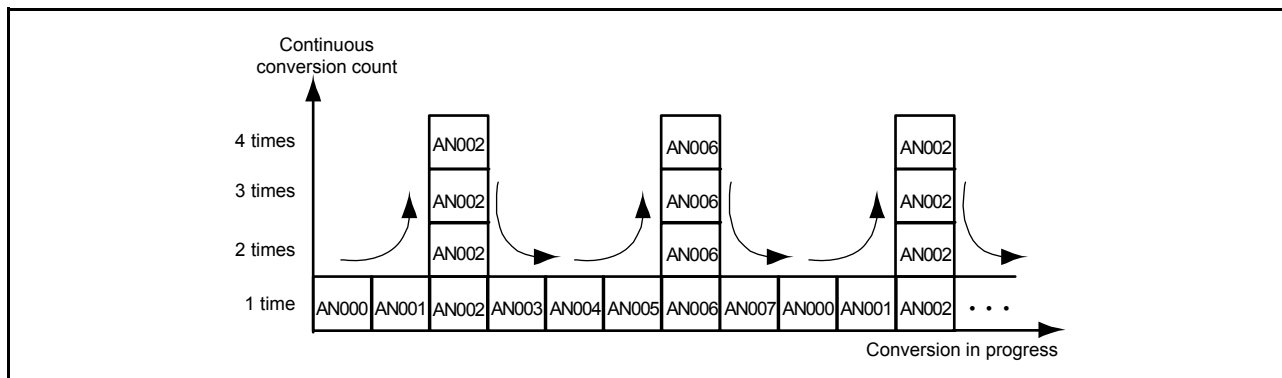 Continuous
conversion count
4 times
AN002
AN006
AN002
3 times
AN002
AN006
AN002
2 times
AN002
AN006
AN002
1 time
AN000
AN001
AN002
AN003
AN004
AN005
AN006
AN007
AN000
AN001
AN002
• • •
Conversion in progress